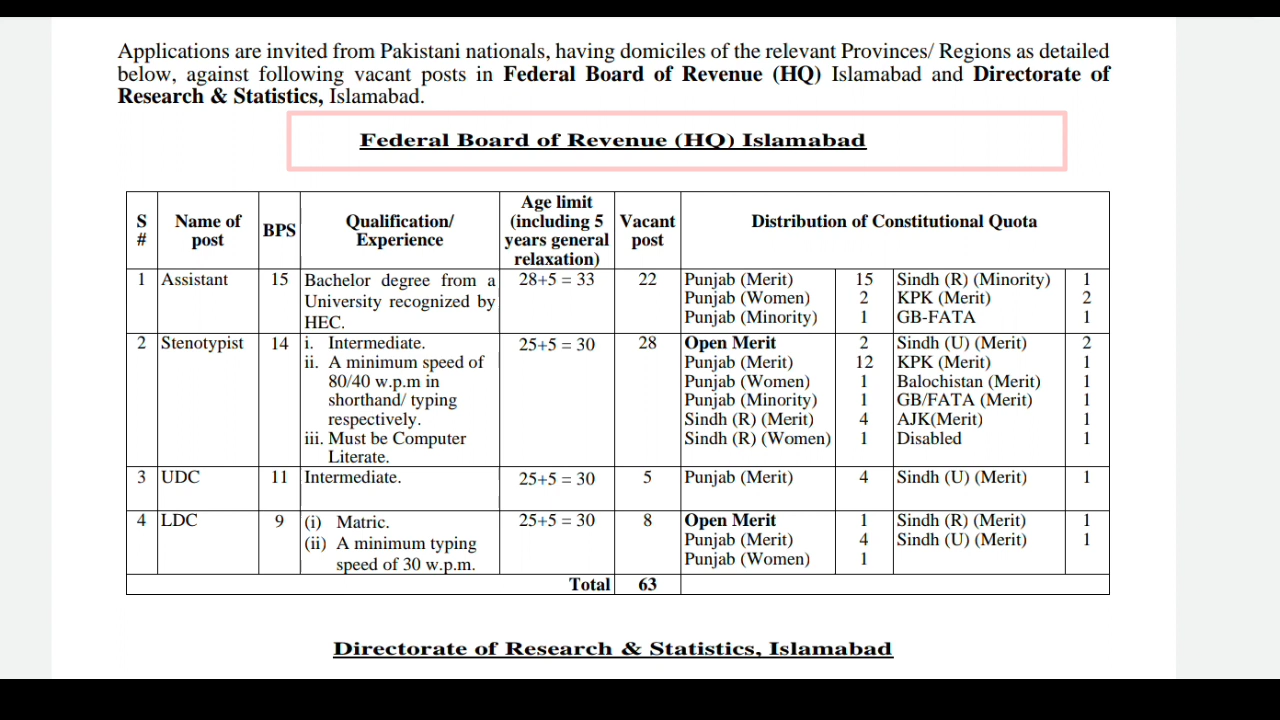 Applications are invited from Pakistani nationals, having domiciles of the relevant Provinces/ Regions as detailed
below, against following vacant posts in Federal Board of Revenue (HQ) Islamabad and Directorate of
Research & Statistics, Islamabad.
Federal Board of Revenue (HQ) Islamabad
S # Name of post BPS Qualification/ Experience Age limit (including 5 years general relaxation) Vacant post Distribution of Constitutional Quota
1 Assistant 15 Bachelor degree from a University recognized by HEC. 28+5 = 33 22
Punjab (Merit) 15 Sindh (R) (Minority) 1
Punjab (Women) 2 KPK (Merit) 2
Punjab (Minority) 1 GB-FATA 1
2 Stenotypist 14 i. Intermediate.
ii. A minimum speed of
80/40 w.p.m in
shorthand/ typing
respectively.
iii. Must be Computer
Literate.
25+5 = 30 28
Open Merit 2 Sindh (U) (Merit) 2
Punjab (Merit) 12 KPK (Merit) 1
Punjab (Women) 1 Balochistan (Merit) 1
Punjab (Minority) 1 GB/FATA (Merit) 1
Sindh (R) (Merit) 4 AJK(Merit) 1
Sindh (R) (Women) 1 Disabled 1
3 UDC 11 Intermediate. 25+5 = 30 5 Punjab (Merit) 4 Sindh (U) (Merit) 1
4 LDC 9 (i) Matric.
(ii) A minimum typing
speed of 30 w.p.m.
25+5 = 30 8
Open Merit 1 Sindh (R) (Merit) 1
Punjab (Merit) 4 Sindh (U) (Merit) 1
Punjab (Women) 1
Total 63
Directorate of Research & Statistics, Islamabad